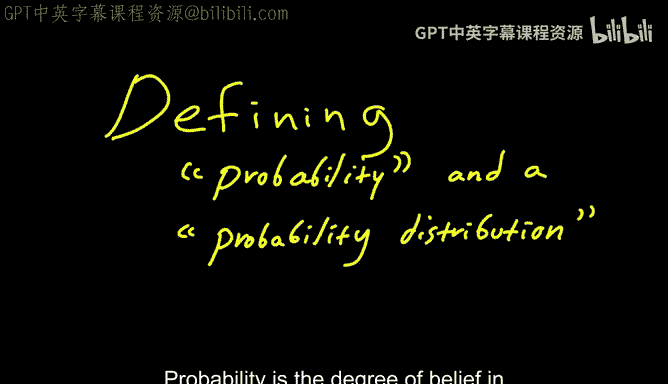 GPT中英字幕课程资源@bilibili.com
GPT中英字幕课程资源 bilibili
Defining
“probability” and a
“probability distribution”
Probability is the degree of belief in